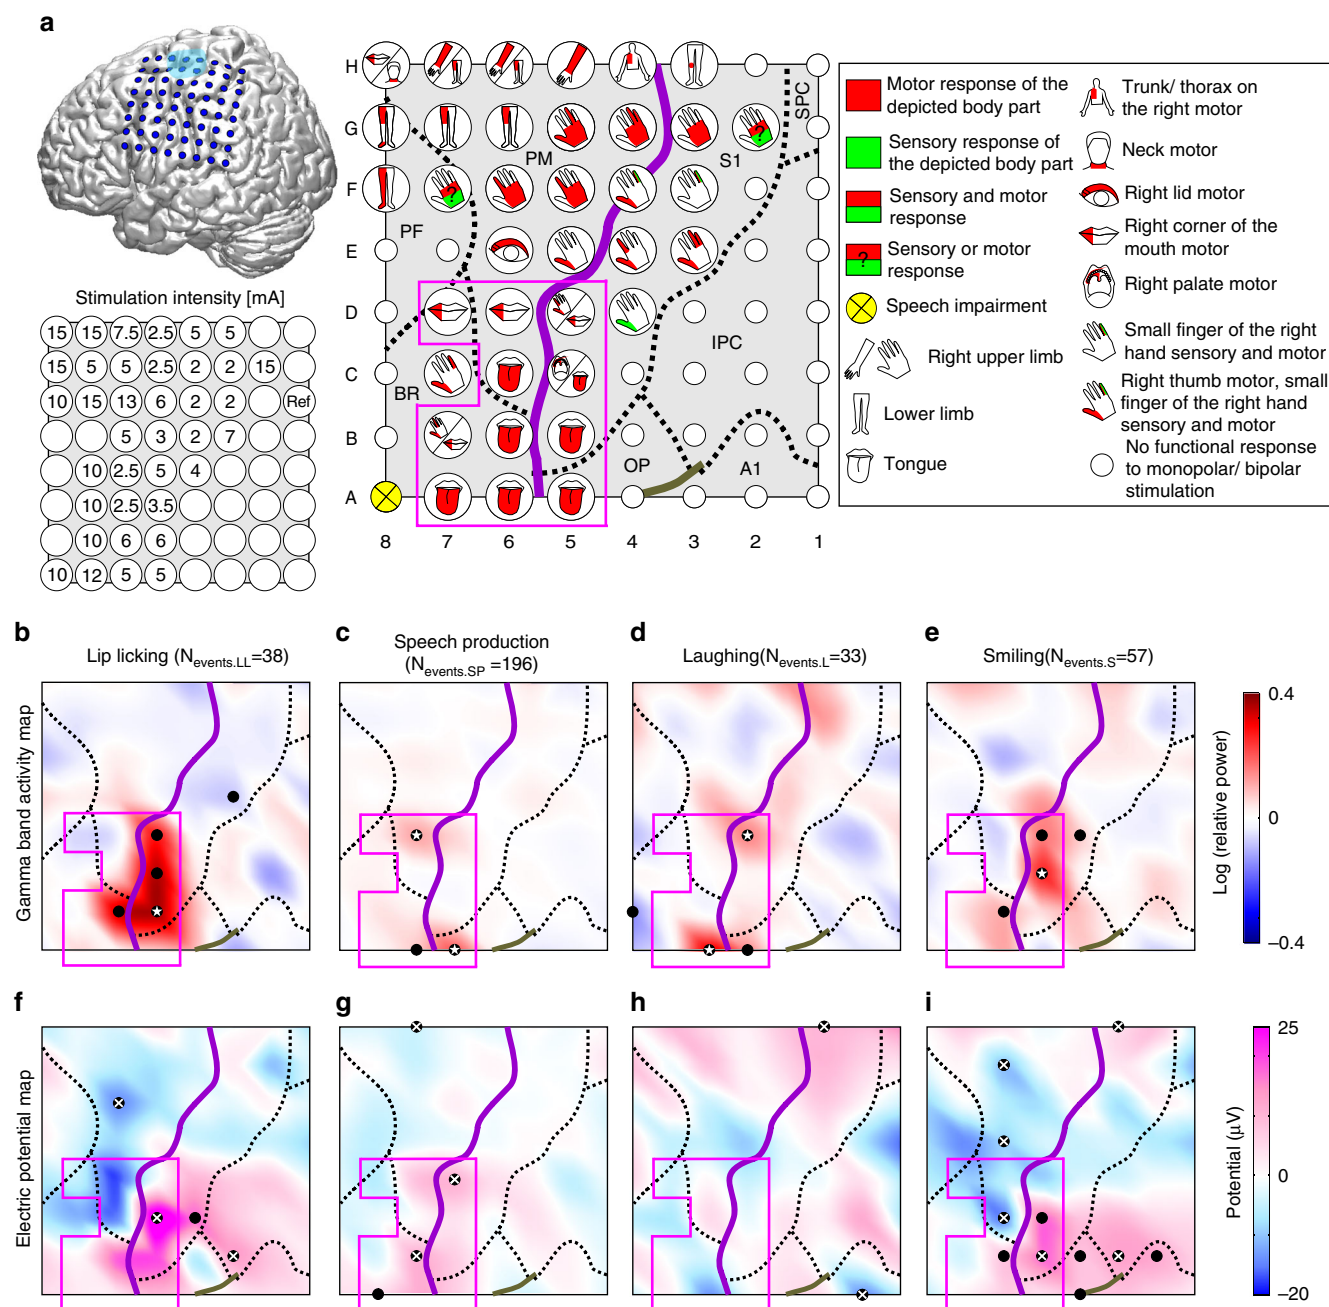 a
Stimulation intensity [mA]
15 15 7.5 2.5 5 5
15 5 5 2.5 2 2 15
10 15 13 6 2 2 Ref
5 3 2 7
10 2.5 5 4
10 2.5 3.5
10 6 6
10 12 5 5
H
G
F
E
D
C
B
A
8 7 6 5 4 3 2 1
PM
S1
SPC
PF
IPC
BR
OP
A1
?
?
Motor response of the
depicted body part
Sensory response of
the depicted body part
Sensory and motor
response
?
Sensory or motor
response
Speech impairment
Right upper limb
Lower limb
Tongue
Trunk/ thorax on
the right motor
Neck motor
Right lid motor
Right corner of the
mouth motor
Right palate motor
Small finger of the right
hand sensory and motor
Right thumb motor, small
finger of the right hand
sensory and motor
No functional response
to monopolar/ bipolar
stimulation
b
Lip licking (N events.LL=38)
c
Speech production
(N events.SP =196)
d
Laughing(N events.L=33)
e
Smiling(N events.S=57)
Gamma band activity map
0.4
0
−0.4
Log (relative power)
f
g
h
i
Electric potential map
25
0
−20
Potential (µV)